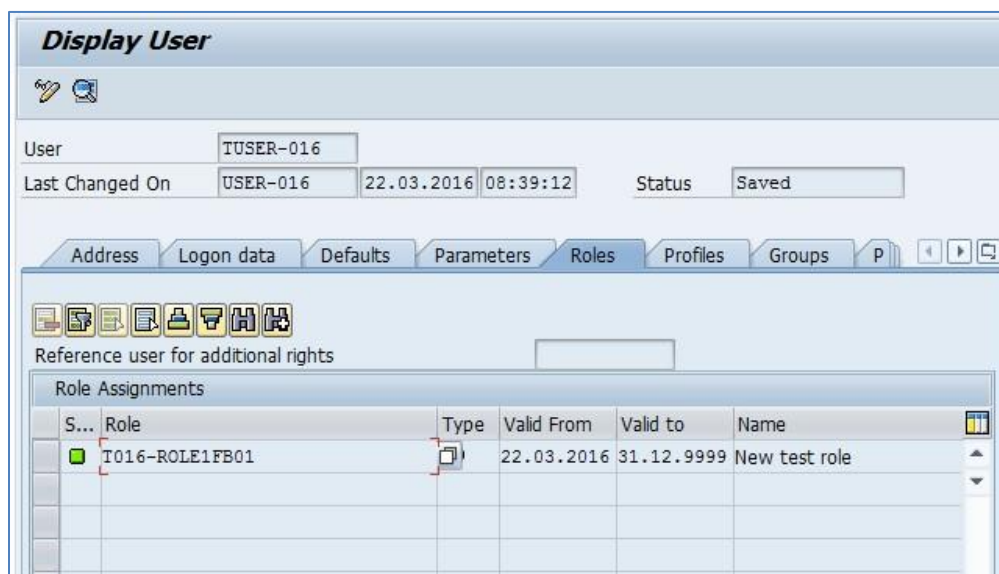 Display User
User TUSER-016
Last Changed On USER-016 22.03.2016 08:39:12 Status Saved
Address Logon data Defaults Parameters Roles Profiles Groups P
Reference user for additional rights
Role Assignments
S... Role Type Valid From Valid to Name
T016-ROLE1FB01 22.03.2016 31.12.9999 New test role